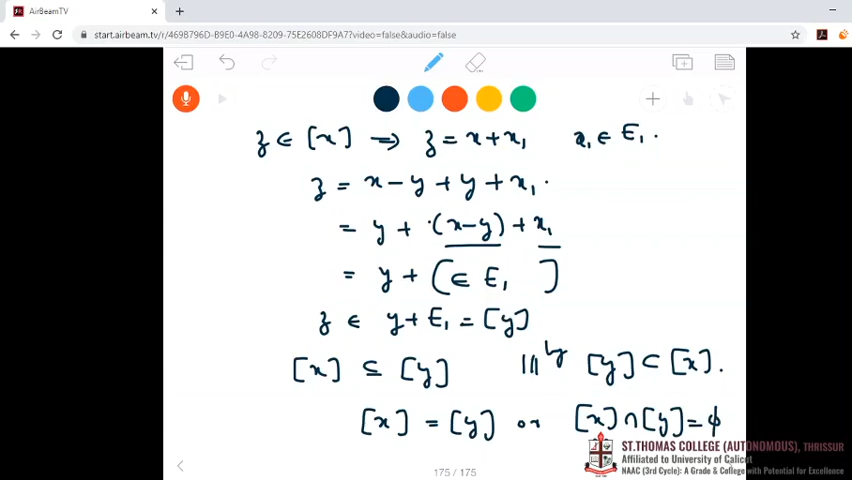 AirBeamTV
start.airbeam.tv/r/4698796D-B9E0-4A98-8209-75E2608DF9A7?video=false&audio=false
z ∈ [x] ⟹ z = x + x₁   x₁ ∈ E₁.
z = x - y + y + x₁.
= y + (x-y) + x₁
= y + (∈ E₁ ]
z ∈ y + E₁ = [y]
[x] ⊆ [y]   |||ly [y] ⊂ [x].
[x] = [y] or [x] ∩ [y] = ϕ
ST.THOMAS COLLEGE (AUTONOMOUS), THRISSUR
Affiliated to University of Calicut
NAAC (3rd Cycle): A Grade & College with Potential for Excellence
175 / 175